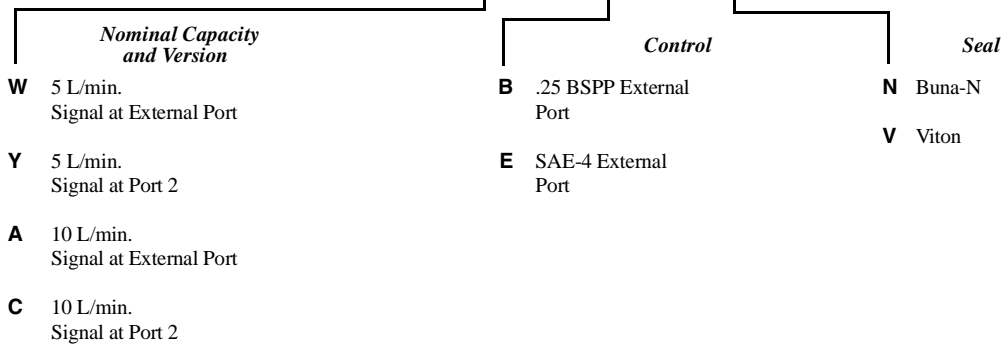 Nominal Capacity
and Version
W 5 L/min.
Signal at External Port
Y 5 L/min.
Signal at Port 2
A 10 L/min.
Signal at External Port
C 10 L/min.
Signal at Port 2
Control
B .25 BSPP External
Port
E SAE-4 External
Port
Seal
N Buna-N
V Viton